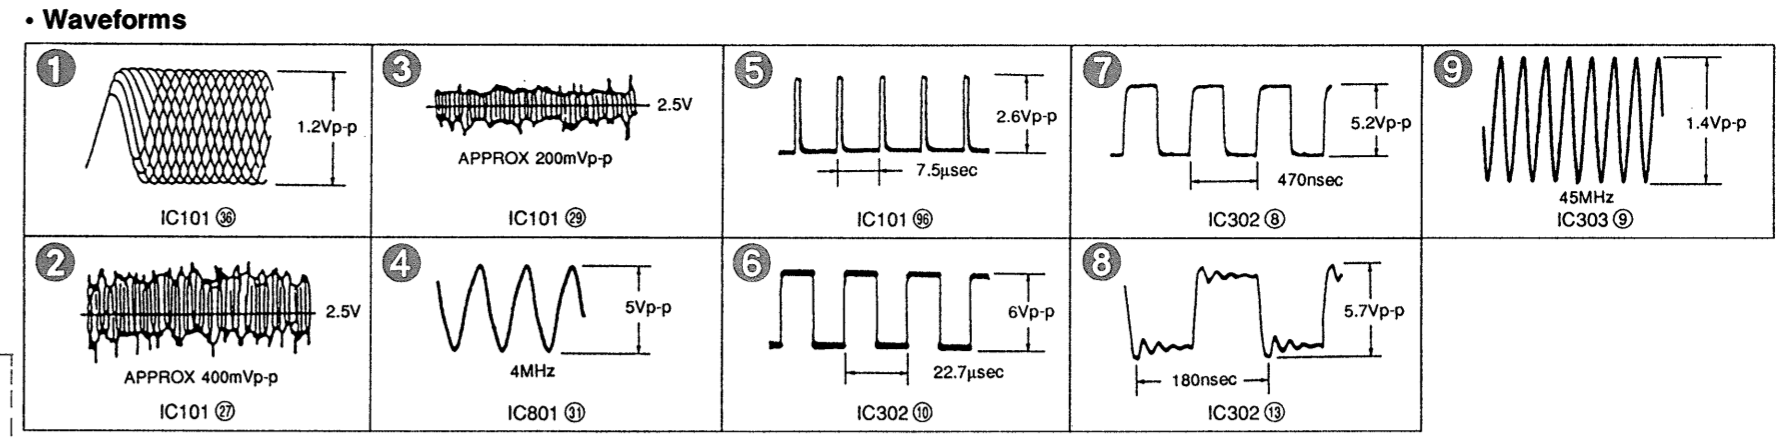 • Waveforms
1
1.2Vp-p
IC101 ㊱
3
2.5V
APPROX 200mVp-p
IC101 ㉙
5
2.6Vp-p
7.5µsec
IC101 96
7
5.2Vp-p
470nsec
IC302 ⑧
9
1.4Vp-p
45MHz
IC303 ⑨
2
2.5V
APPROX 400mVp-p
IC101 ㉗
4
5Vp-p
4MHz
IC801 ㉛
6
6Vp-p
22.7µsec
IC302 ⑩
8
5.7Vp-p
180nsec
IC302 ⑬